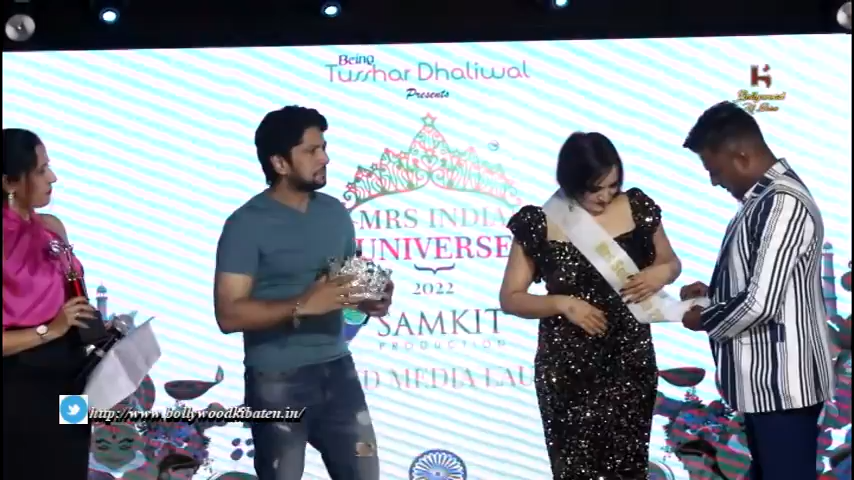 Being
Tusshar Dhaliwal
Presents
MRS INDIA
UNIVERSE
2022
SAMKIT
PRODUCTION
MEDIA LAU
http://www.bollywoodkibaten.in/